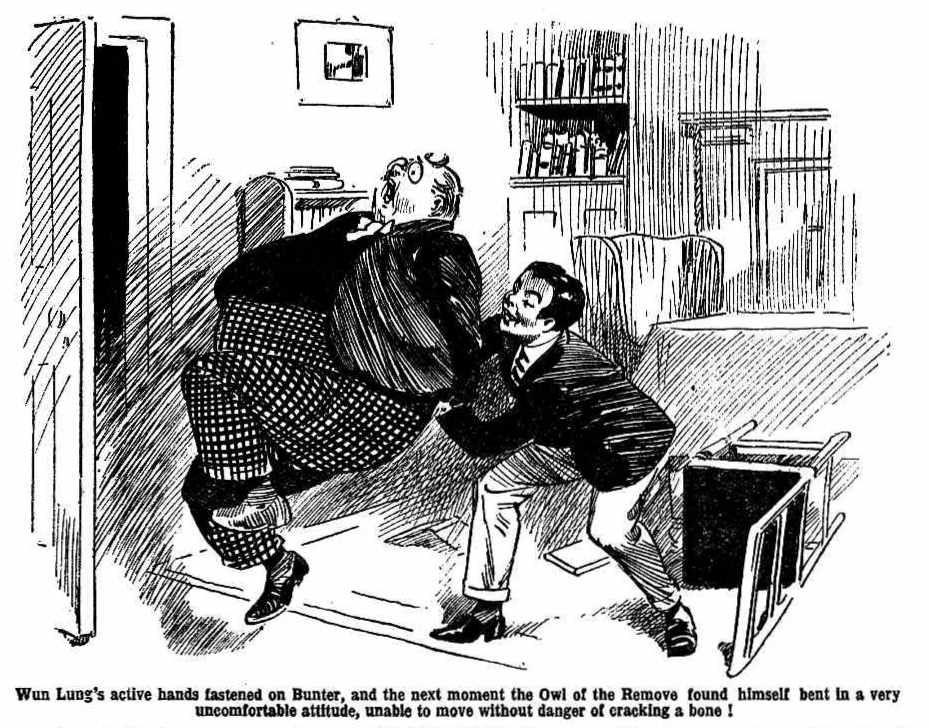 Wun Lung's active hands fastened on Bunter, and the next moment the Owl of the Remove found himself bent in a very
uncomfortable attitude, unable to move without danger of cracking a bone !